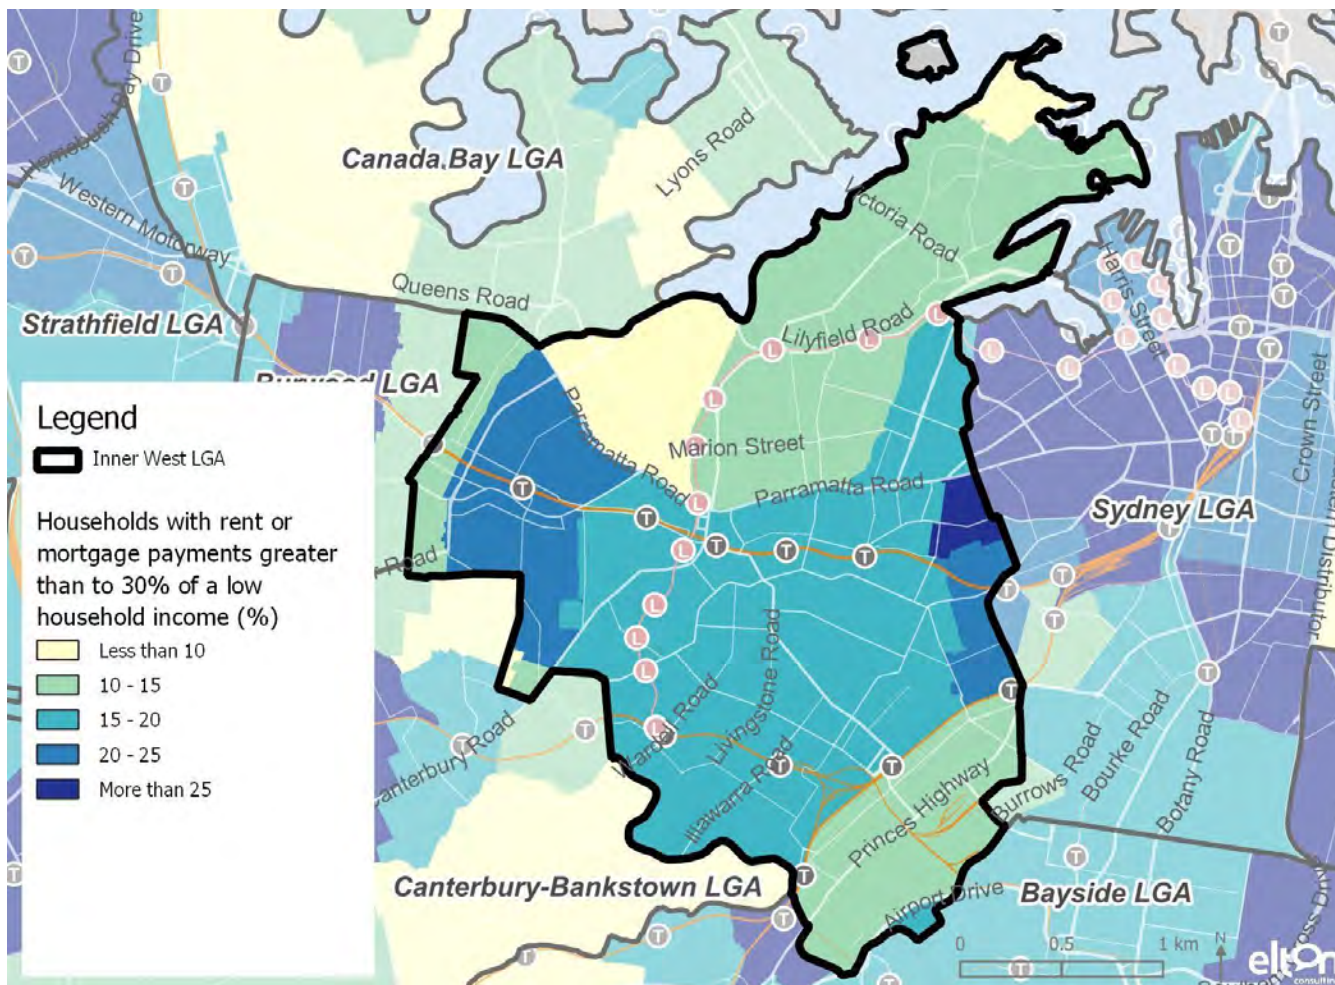 Homebush Bay Drive
Canada Bay LGA
Lyons Road
Western Motorway
Victoria Road
Queens Road
Harris Street
Strathfield LGA
Lilyfield Road
Burwood LGA
Crown Street
Parramatta Road
Marion Street
Parramatta Road
Sydney LGA
Distributor
Road
Legend
Inner West LGA
Households with rent or
mortgage payments greater
than to 30% of a low
household income (%)
Less than 10
10 - 15
15 - 20
20 - 25
More than 25
Livingstone Road
Wardell Road
Canterbury Road
Illawarra Road
Princes Highway
Burrows Road
Bourke Road
Botany Road
Canterbury-Bankstown LGA
Airport Drive
Bayside LGA
0 0.5 1 km
N
elton
consulting